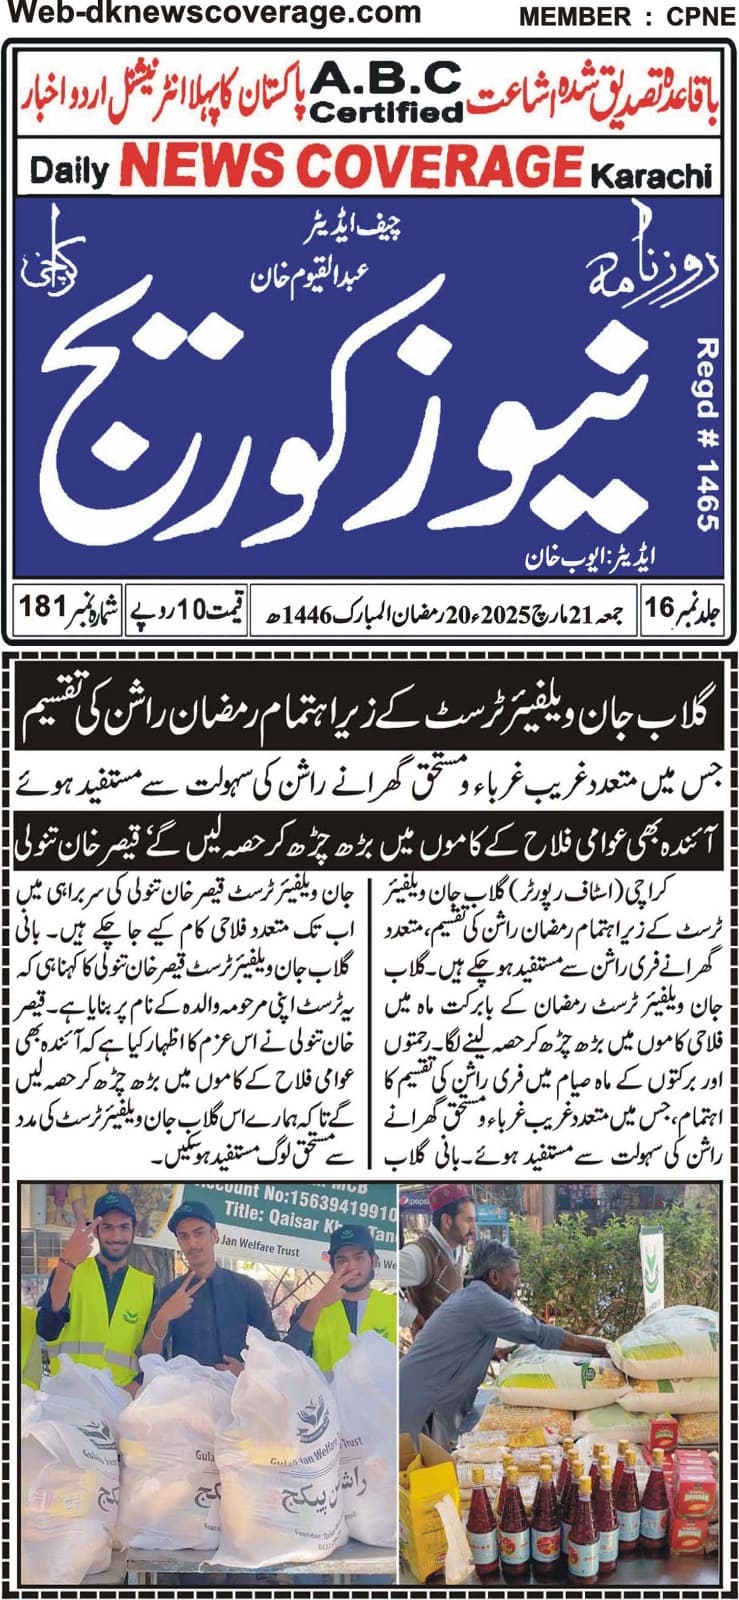 Web-dknewscoverage.com
MEMBER : CPNE
باقاعدہ تصدیق شدہ اشاعت A.B.C Certified پاکستان کا پہلا انٹرنیشنل اردو اخبار
Daily NEWS COVERAGE Karachi
روزنامہ
چیف ایڈیٹر
عبدالقیوم خان
کراچی
نیوز کوریج
Regd # 1465
ایڈیٹر: ایوب خان
جلد نمبر 16
جمعہ 21 مارچ 2025ء 20 رمضان المبارک 1446ھ
قیمت 10 روپے
شمارہ نمبر 181
گلاب جان ویلفیئر ٹرسٹ کے زیر اہتمام رمضان راشن کی تقسیم
جس میں متعدد غریب غرباء و مستحق گھرانے راشن کی سہولت سے مستفید ہوئے
آئندہ بھی عوامی فلاح کے کاموں میں بڑھ چڑھ کر حصہ لیں گے، قیصر خان تنولی
کراچی (اسٹاف رپورٹر) گلاب جان ویلفیئر
ٹرسٹ کے زیر اہتمام رمضان راشن کی تقسیم، متعدد
گھرانے فری راشن سے مستفید ہو چکے ہیں۔ گلاب
جان ویلفیئر ٹرسٹ رمضان کے بابرکت ماہ میں
فلاحی کاموں میں بڑھ چڑھ کر حصہ لینے لگا۔ رحمتوں
اور برکتوں کے ماہ صیام میں فری راشن کی تقسیم کا
اہتمام، جس میں متعدد غریب غرباء و مستحق گھرانے
راشن کی سہولت سے مستفید ہوئے۔ بانی گلاب
جان ویلفیئر ٹرسٹ قیصر خان تنولی کی سربراہی میں
اب تک متعدد فلاحی کام کیے جا چکے ہیں۔ بانی
گلاب جان ویلفیئر ٹرسٹ قیصر خان تنولی کا کہنا ہی کہ
یہ ٹرسٹ اپنی مرحومہ والدہ کے نام پر بنایا ہے۔ قیصر
خان تنولی نے اس عزم کا اظہار کیا ہے کہ آئندہ بھی
عوامی فلاح کے کاموں میں بڑھ چڑھ کر حصہ لیں
گے تاکہ ہمارے اس گلاب جان ویلفیئر ٹرسٹ کی مدد
سے مستحق لوگ مستفید ہو سکیں۔
MCB
Account No:15639419910
Title: Qaisar Khan Tano
Jan Welfare Trust
Gulab Jan Welfare Trust
راشن پیکج
pepsi